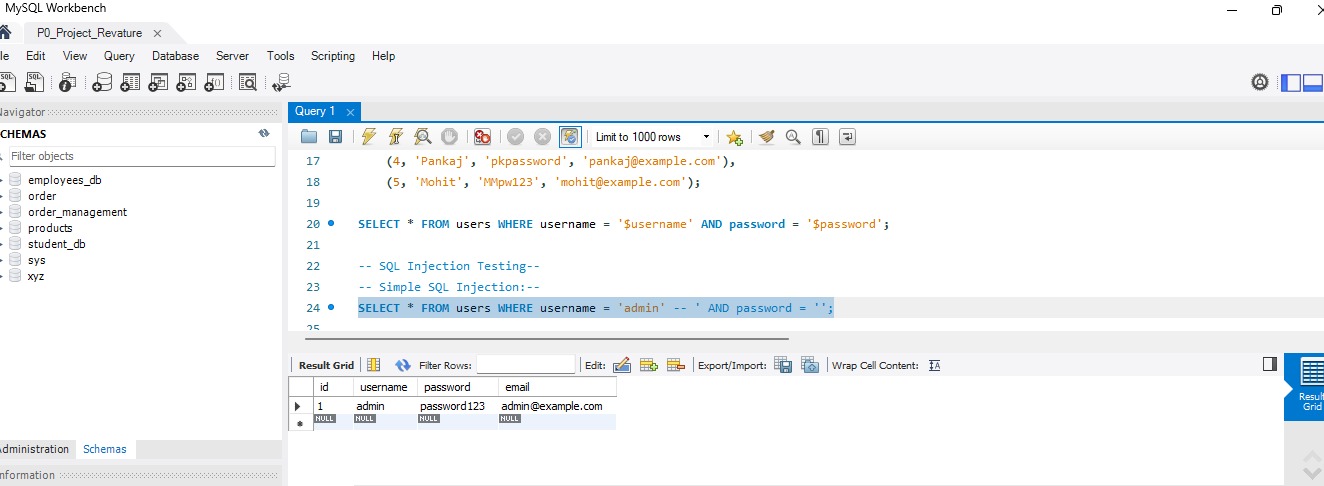 MySQL Workbench
P0_Project_Revature
le Edit View Query Database Server Tools Scripting Help
Navigator
Query 1
CHEMAS
Limit to 1000 rows
Filter objects
employees_db
order
order_management
products
student_db
sys
xyz
17 (4, 'Pankaj', 'pkpassword', 'pankaj@example.com'),
18 (5, 'Mohit', 'MMpw123', 'mohit@example.com');
19
20 SELECT * FROM users WHERE username = '$username' AND password = '$password';
21
22 -- SQL Injection Testing--
23 -- Simple SQL Injection:--
24 SELECT * FROM users WHERE username = 'admin' -- ' AND password = '';
25
Result Grid Filter Rows: Edit: Export/Import: Wrap Cell Content:
id username password email
1 admin password123 admin@example.com
NULL NULL NULL NULL
Result
Grid
Administration Schemas
nformation